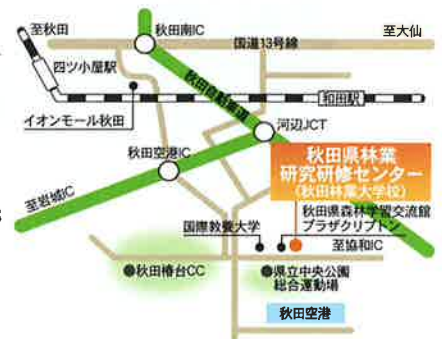 至秋田
秋田南IC
国道13号線
至大仙
四ツ小屋駅
秋田自動車道
和田駅
イオンモール秋田
河辺JCT
秋田空港IC
秋田県林業
研究研修センター
(秋田林業大学校)
至岩城IC
秋田県森林学習交流館
プラザクリプトン
国際教養大学
至協和IC
秋田椿台CC
県立中央公園
総合運動場
秋田空港